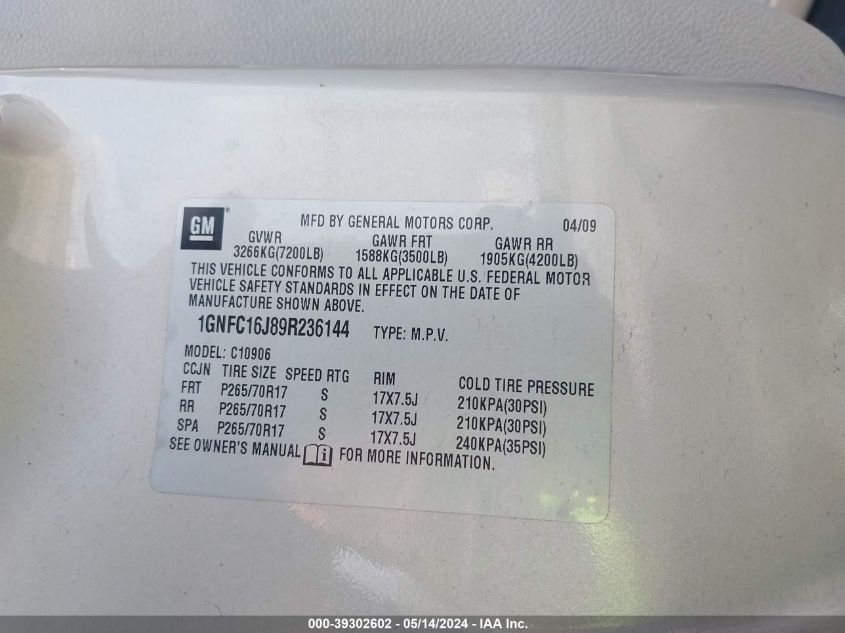 GM ® MFD BY GENERAL MOTORS CORP. 04/09
GVWR GAWR FRT GAWR RR
3266KG(7200LB) 1588KG(3500LB) 1905KG(4200LB)
THIS VEHICLE CONFORMS TO ALL APPLICABLE U.S. FEDERAL MOTOR
VEHICLE SAFETY STANDARDS IN EFFECT ON THE DATE OF
MANUFACTURE SHOWN ABOVE.
1GNFC16J89R236144 TYPE: M.P.V.
MODEL: C10906
CCJN TIRE SIZE SPEED RTG RIM COLD TIRE PRESSURE
FRT P265/70R17 S 17X7.5J 210KPA(30PSI)
RR P265/70R17 S 17X7.5J 210KPA(30PSI)
SPA P265/70R17 S 17X7.5J 240KPA(35PSI)
SEE OWNER'S MANUAL i FOR MORE INFORMATION.
000-39302602 - 05/14/2024 - IAA Inc.